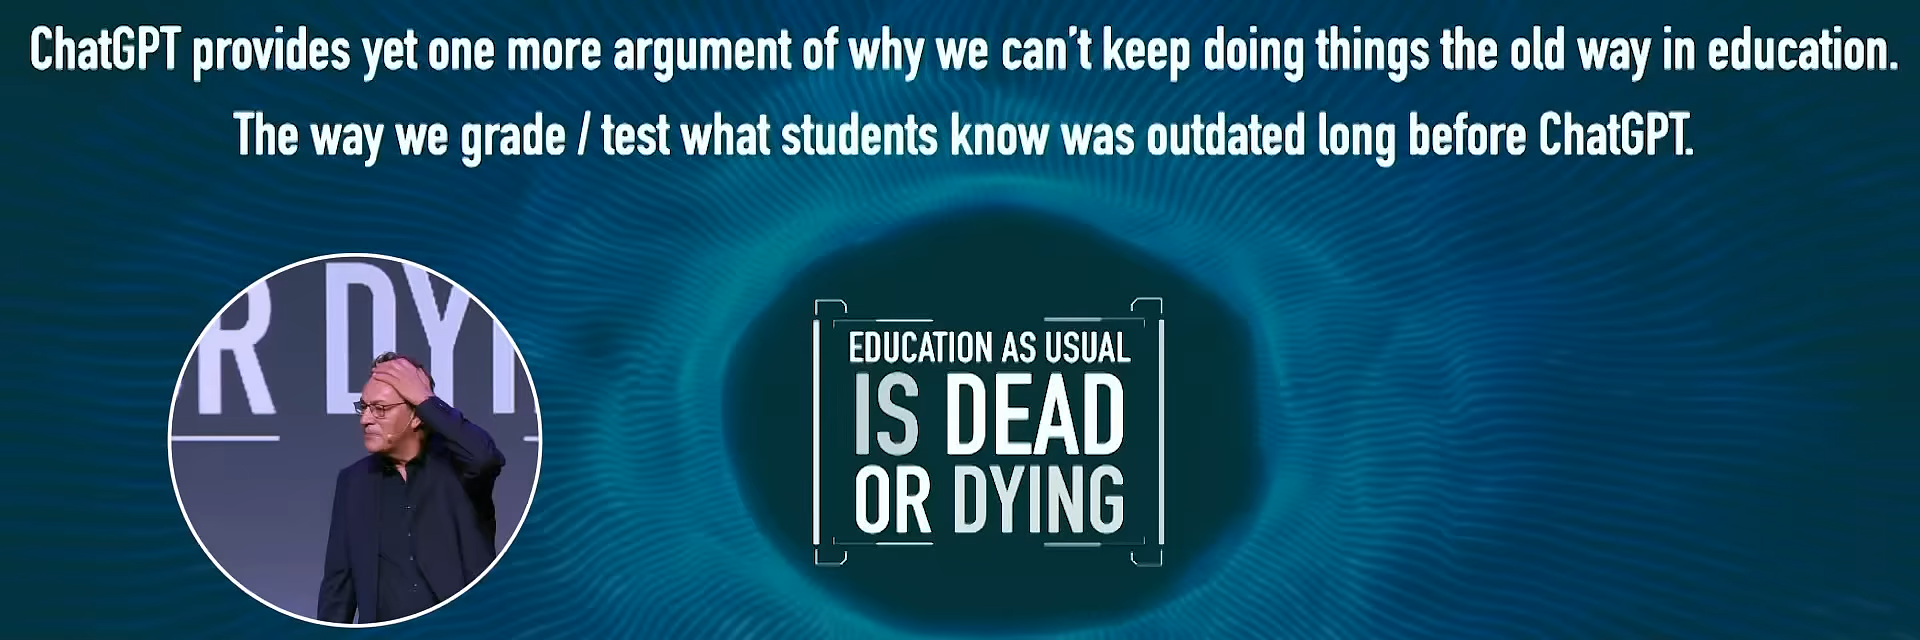 ChatGPT provides yet one more argument of why we can't keep doing things the old way in education.
The way we grade / test what students know was outdated long before ChatGPT.
R DYI
EDUCATION AS USUAL
IS DEAD
OR DYING